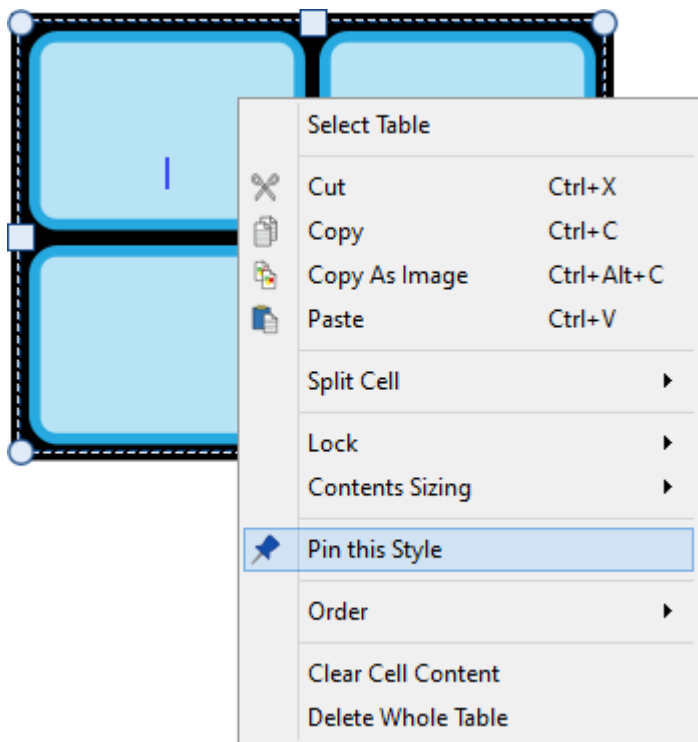 Select Table
Cut Ctrl+X
Copy Ctrl+C
Copy As Image Ctrl+Alt+C
Paste Ctrl+V
Split Cell
Lock
Contents Sizing
Pin this Style
Order
Clear Cell Content
Delete Whole Table